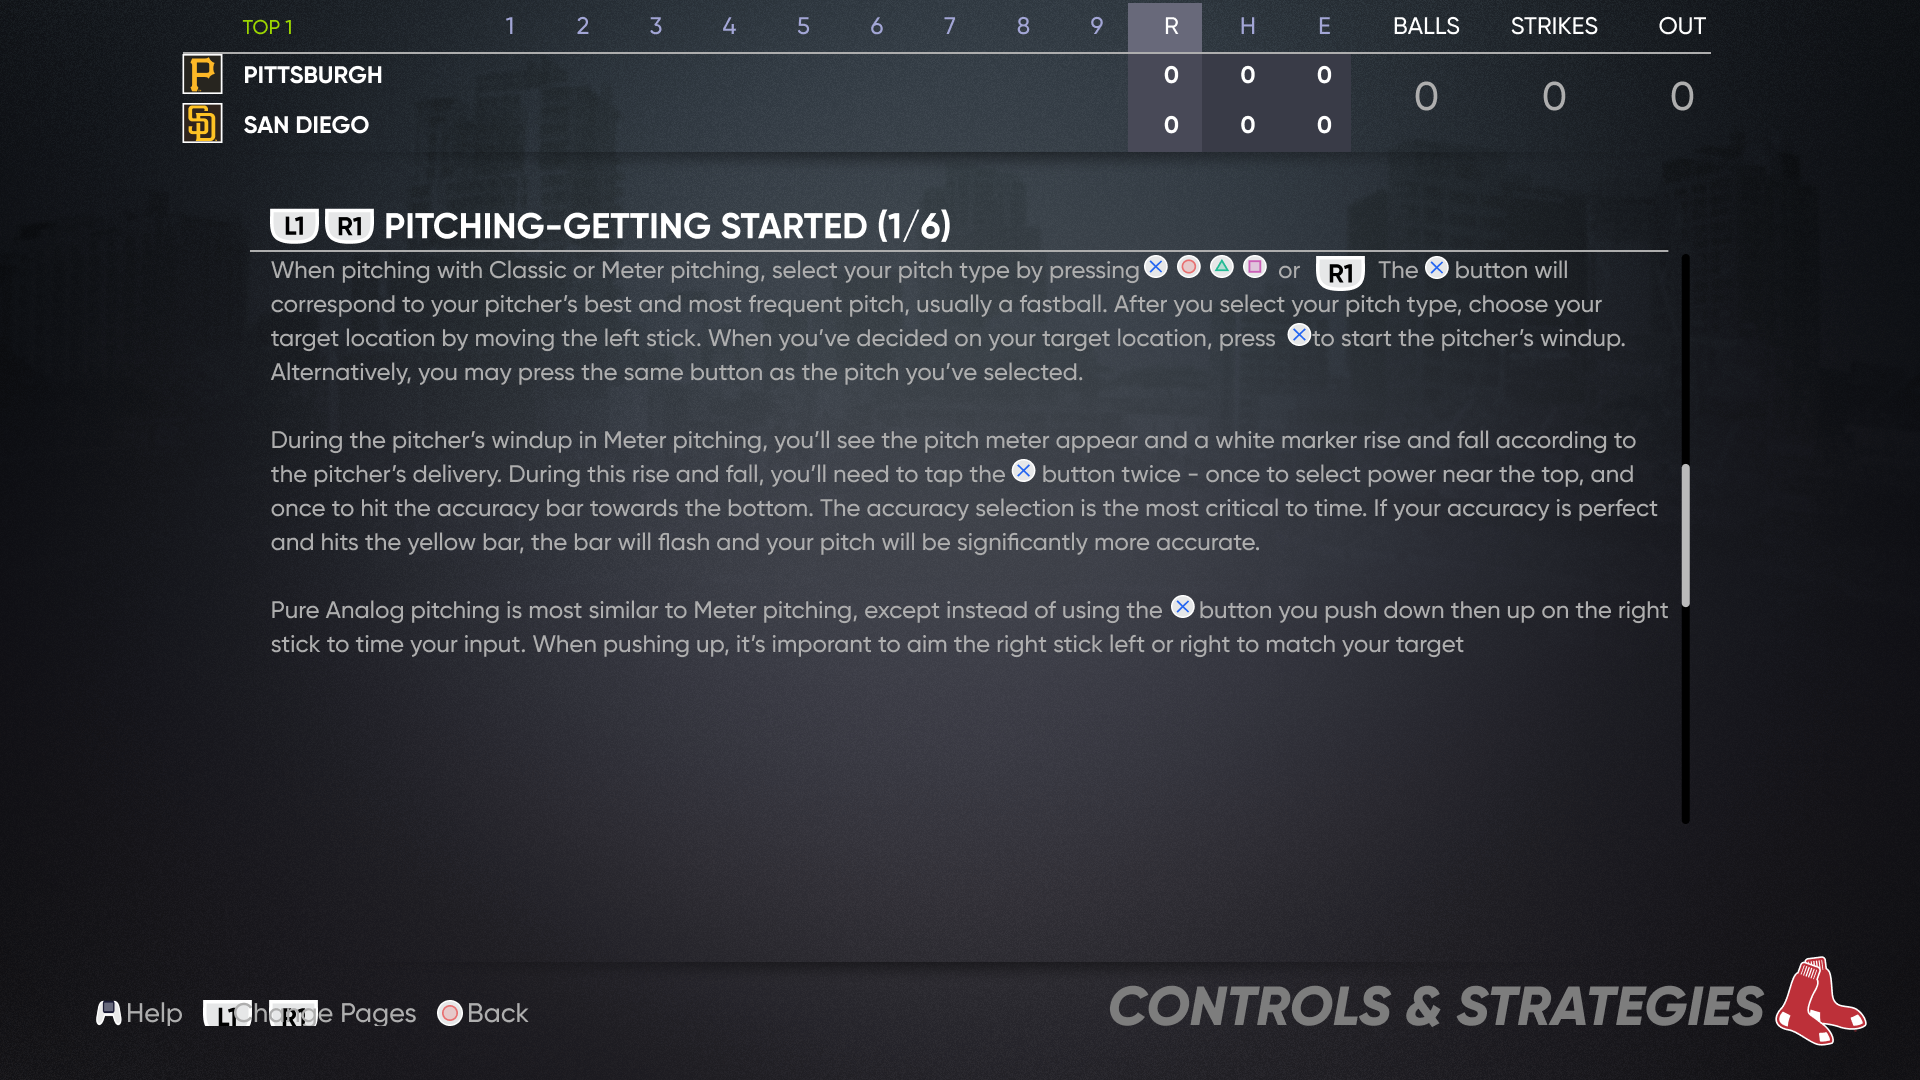 TOP 1 1 2 3 4 5 6 7 8 9 R H E BALLS STRIKES OUT
P PITTSBURGH 0 0 0 0 0 0
SD SAN DIEGO 0 0 0
L1 R1 PITCHING-GETTING STARTED (1/6)
When pitching with Classic or Meter pitching, select your pitch type by pressing or R1 The button will
correspond to your pitcher's best and most frequent pitch, usually a fastball. After you select your pitch type, choose your
target location by moving the left stick. When you've decided on your target location, press to start the pitcher's windup.
Alternatively, you may press the same button as the pitch you've selected.
During the pitcher's windup in Meter pitching, you'll see the pitch meter appear and a white marker rise and fall according to
the pitcher's delivery. During this rise and fall, you'll need to tap the button twice - once to select power near the top, and
once to hit the accuracy bar towards the bottom. The accuracy selection is the most critical to time. If your accuracy is perfect
and hits the yellow bar, the bar will flash and your pitch will be significantly more accurate.
Pure Analog pitching is most similar to Meter pitching, except instead of using the button you push down then up on the right
stick to time your input. When pushing up, it's imporant to aim the right stick left or right to match your target
Help L1 R1 Change Pages Back
CONTROLS & STRATEGIES